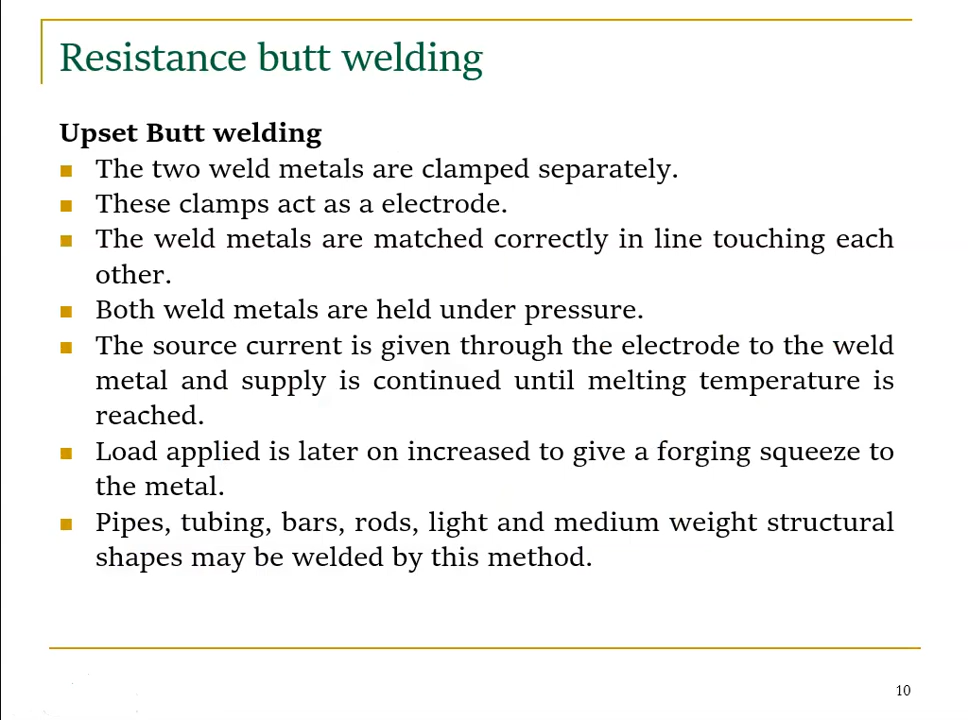 Resistance butt welding
Upset Butt welding
The two weld metals are clamped separately.
These clamps act as a electrode.
The weld metals are matched correctly in line touching each
other.
Both weld metals are held under pressure.
The source current is given through the electrode to the weld
metal and supply is continued until melting temperature is
reached.
Load applied is later on increased to give a forging squeeze to
the metal.
Pipes, tubing, bars, rods, light and medium weight structural
shapes may be welded by this method.
10